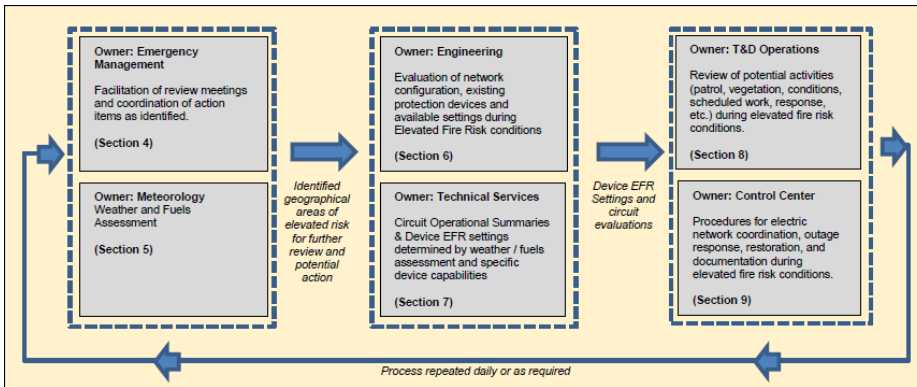 Owner: Emergency
Management
Facilitation of review meetings
and coordination of action
items as identified.
(Section 4)
Owner: Meteorology
Weather and Fuels
Assessment
(Section 5)
Identified
geographical
areas of
elevated risk
for further
review and
potential
action
Owner: Engineering
Evaluation of network
configuration, existing
protection devices and
available settings during
Elevated Fire Risk conditions
(Section 6)
Owner: Technical Services
Circuit Operational Summaries
& Device EFR settings
determined by weather / fuels
assessment and specific
device capabilities
(Section 7)
Device EFR
Settings and
circuit
evaluations
Owner: T&D Operations
Review of potential activities
(patrol, vegetation, conditions,
scheduled work, response,
etc.) during elevated fire risk
conditions.
(Section 8)
Owner: Control Center
Procedures for electric
network coordination, outage
response, restoration, and
documentation during
elevated fire risk conditions.
(Section 9)
Process repeated daily or as required